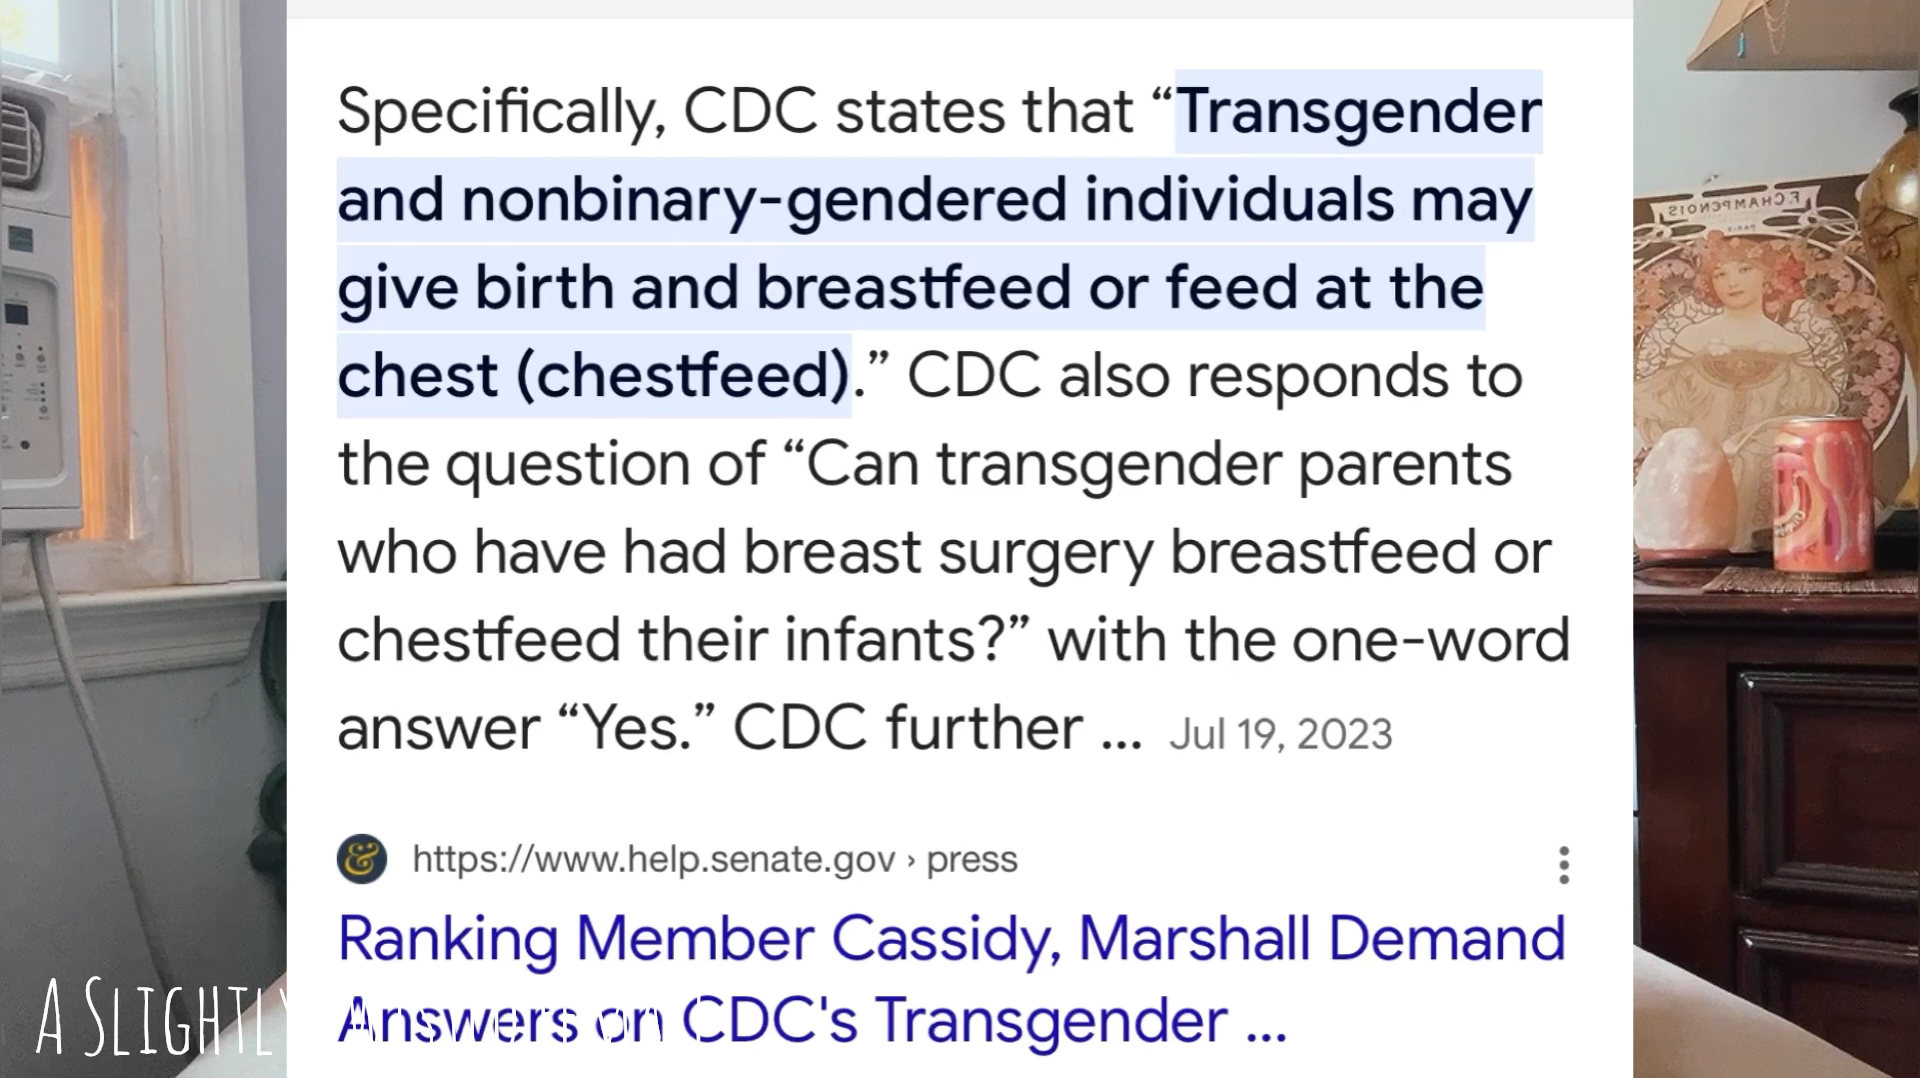 Specifically, CDC states that “Transgender
and nonbinary-gendered individuals may
give birth and breastfeed or feed at the
chest (chestfeed).” CDC also responds to
the question of “Can transgender parents
who have had breast surgery breastfeed or
chestfeed their infants?” with the one-word
answer “Yes.” CDC further ... Jul 19, 2023
https://www.help.senate.gov › press
Ranking Member Cassidy, Marshall Demand
Answers on CDC's Transgender ...
F. CHAMPENOIS
PARIS
A SLIGHTLY